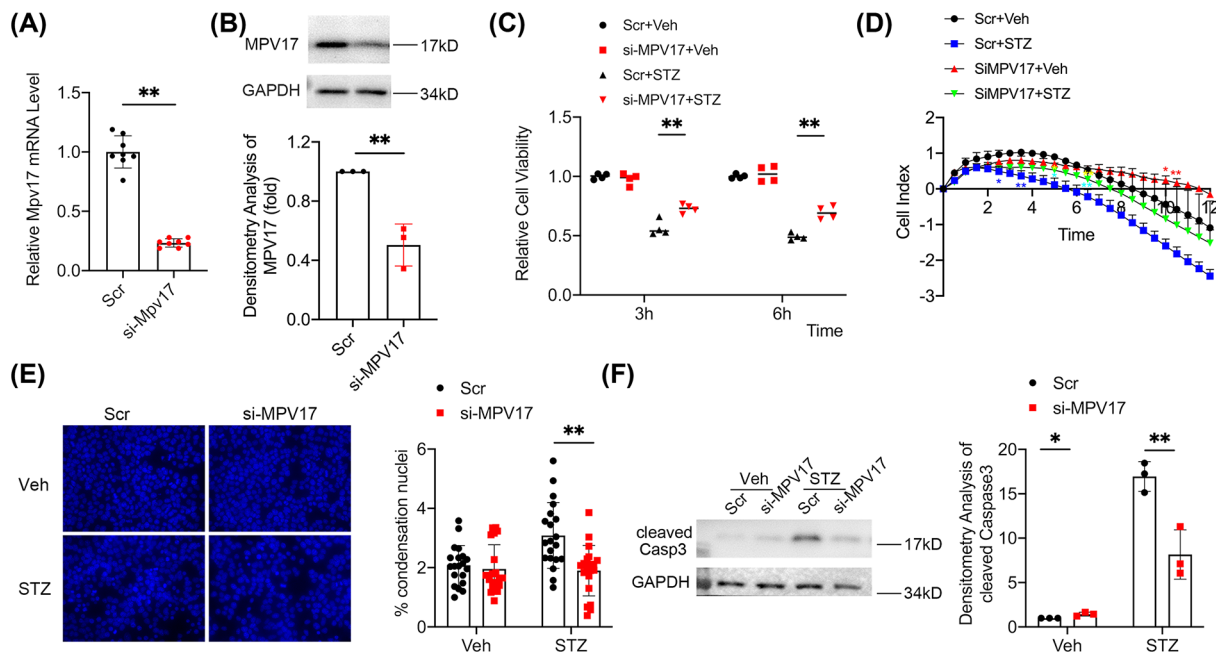 (A)
Relative Mpv17 mRNA Level
1.5
1.0
0.5
0.0
**
Scr
si-Mpv17
(B)
MPV17
17kD
GAPDH
34kD
Densitometry Analysis of
MPV17 (fold)
1.2
0.8
0.4
0.0
**
Scr
si-MPV17
(C)
Scr+Veh
si-MPV17+Veh
Scr+STZ
si-MPV17+STZ
Relative Cell Viability
1.5
1.0
0.5
0.0
**
**
3h
6h
Time
(D)
Scr+Veh
Scr+STZ
SiMPV17+Veh
SiMPV17+STZ
Cell Index
2
1
0
-1
-2
-3
2
4
6
8
10
12
Time
*
**
*
**
**
(E)
Scr
si-MPV17
Veh
STZ
Scr
si-MPV17
% condensation nuclei
6
4
2
0
**
Veh
STZ
(F)
Veh
STZ
Scr
si-MPV17
Scr
si-MPV17
cleaved
Casp3
17kD
GAPDH
34kD
Scr
si-MPV17
Densitometry Analysis of
cleaved Caspase3
20
15
10
5
0
*
**
Veh
STZ